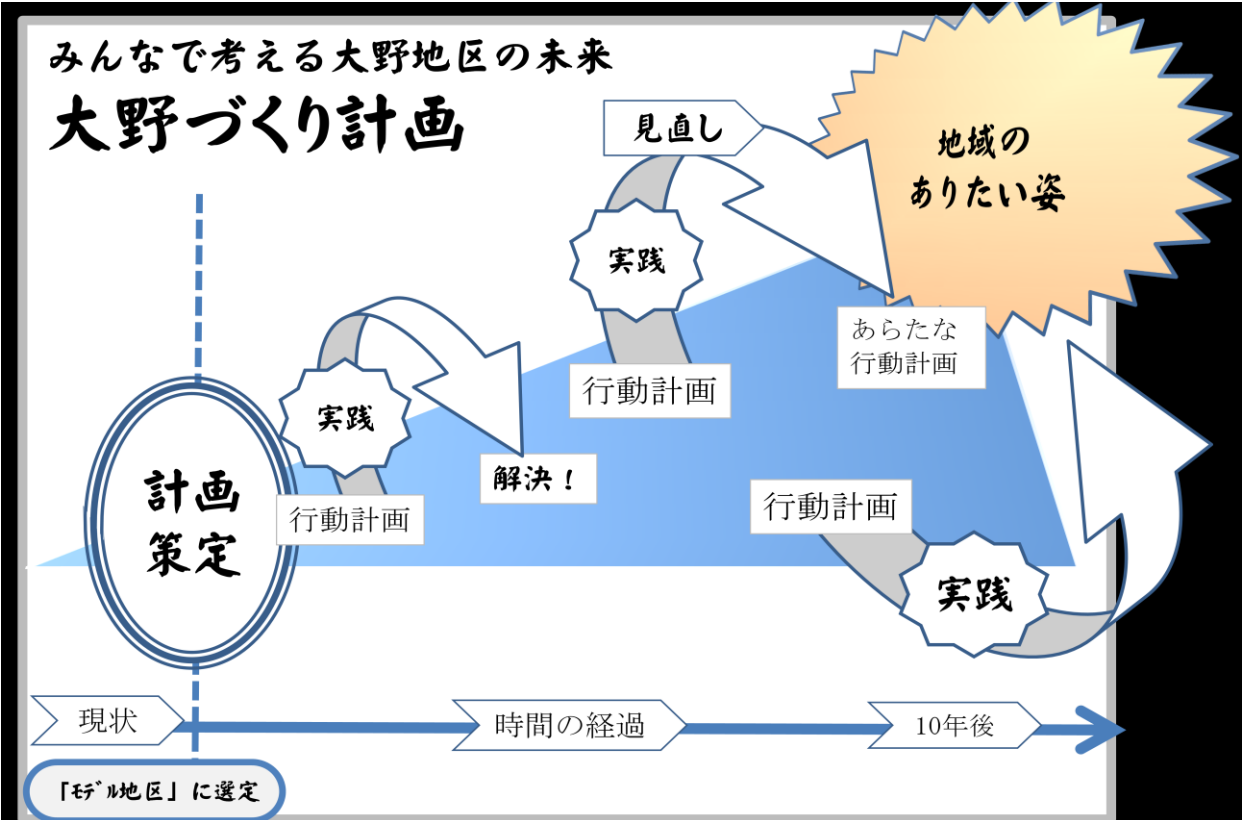 みんなで考える大野地区の未来
大野づくり計画
見直し
地域の
ありたい姿
実践
実践
あらたな
行動計画
行動計画
解決！
行動計画
行動計画
計画
策定
実践
現状
時間の経過
10年後
「ﾓﾃﾞﾙ地区」に選定